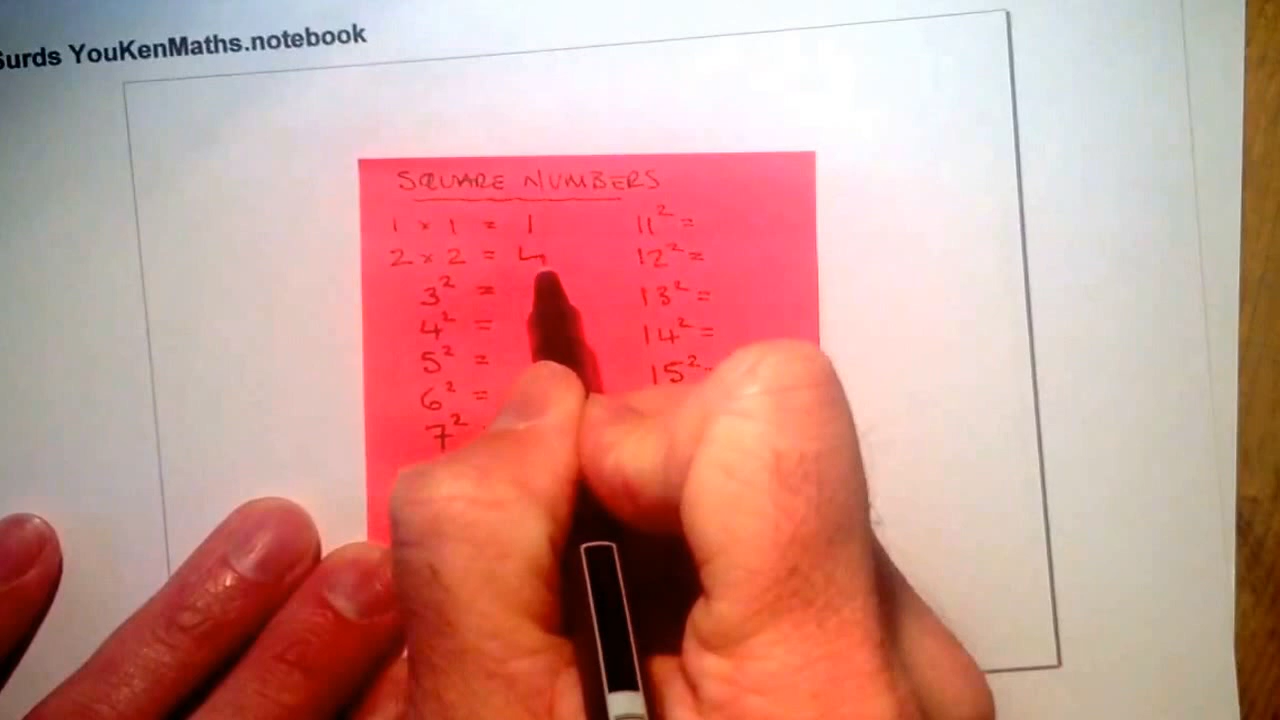 Surds YouKenMaths.notebook
SQUARE NUMBERS
1 × 1 = 1
2 × 2 = 4
3² =
4² =
5² =
6² =
7²
11² =
12² =
13² =
14² =
15²